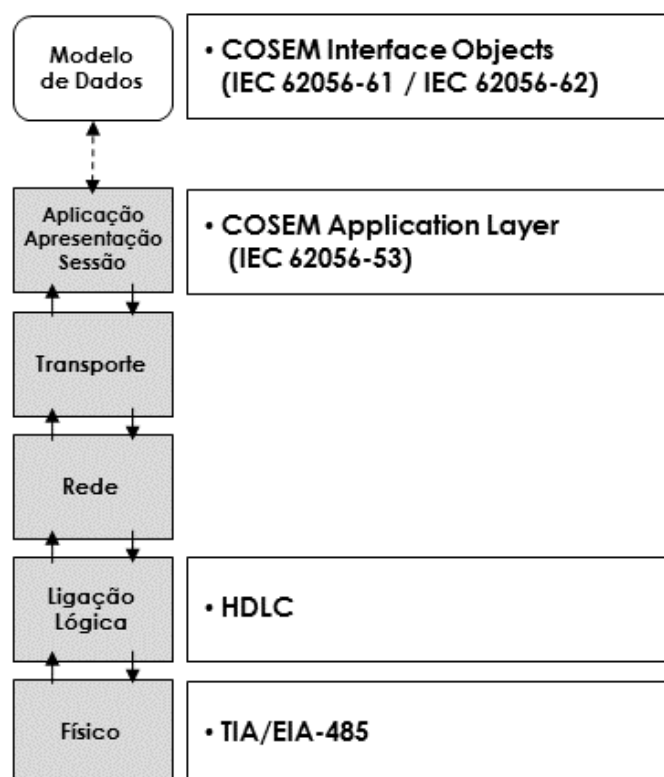 Modelo
de Dados
• COSEM Interface Objects
(IEC 62056-61 / IEC 62056-62)
Aplicação
Apresentação
Sessão
• COSEM Application Layer
(IEC 62056-53)
Transporte
Rede
Ligação
Lógica
• HDLC
Físico
• TIA/EIA-485